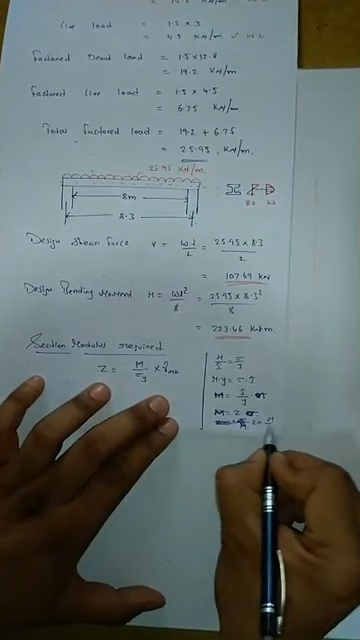 Live load = 1.5 x 3
= 4.5 KN/m ✓ W.L
Factored Dead load = 1.5 x 12.8
= 19.2 KN/m
Factored Live load = 1.5 x 4.5
= 6.75 KN/m
Total factored load = 19.2 + 6.75
= 25.95 KN/m
25.95 KN/m
8m
8.3
Design Shear Force V = wl/2 = 25.95 x 8.3 / 2
= 107.69 KN
Design Bending Moment M = wl²/8 = 25.95 x 8.3² / 8
= 223.46 KN.m
Section Modulus required
Z = M/σy x γm0
M/I = σ/y
M.y = σ.I
M = I/y . σ
M = Z . σ